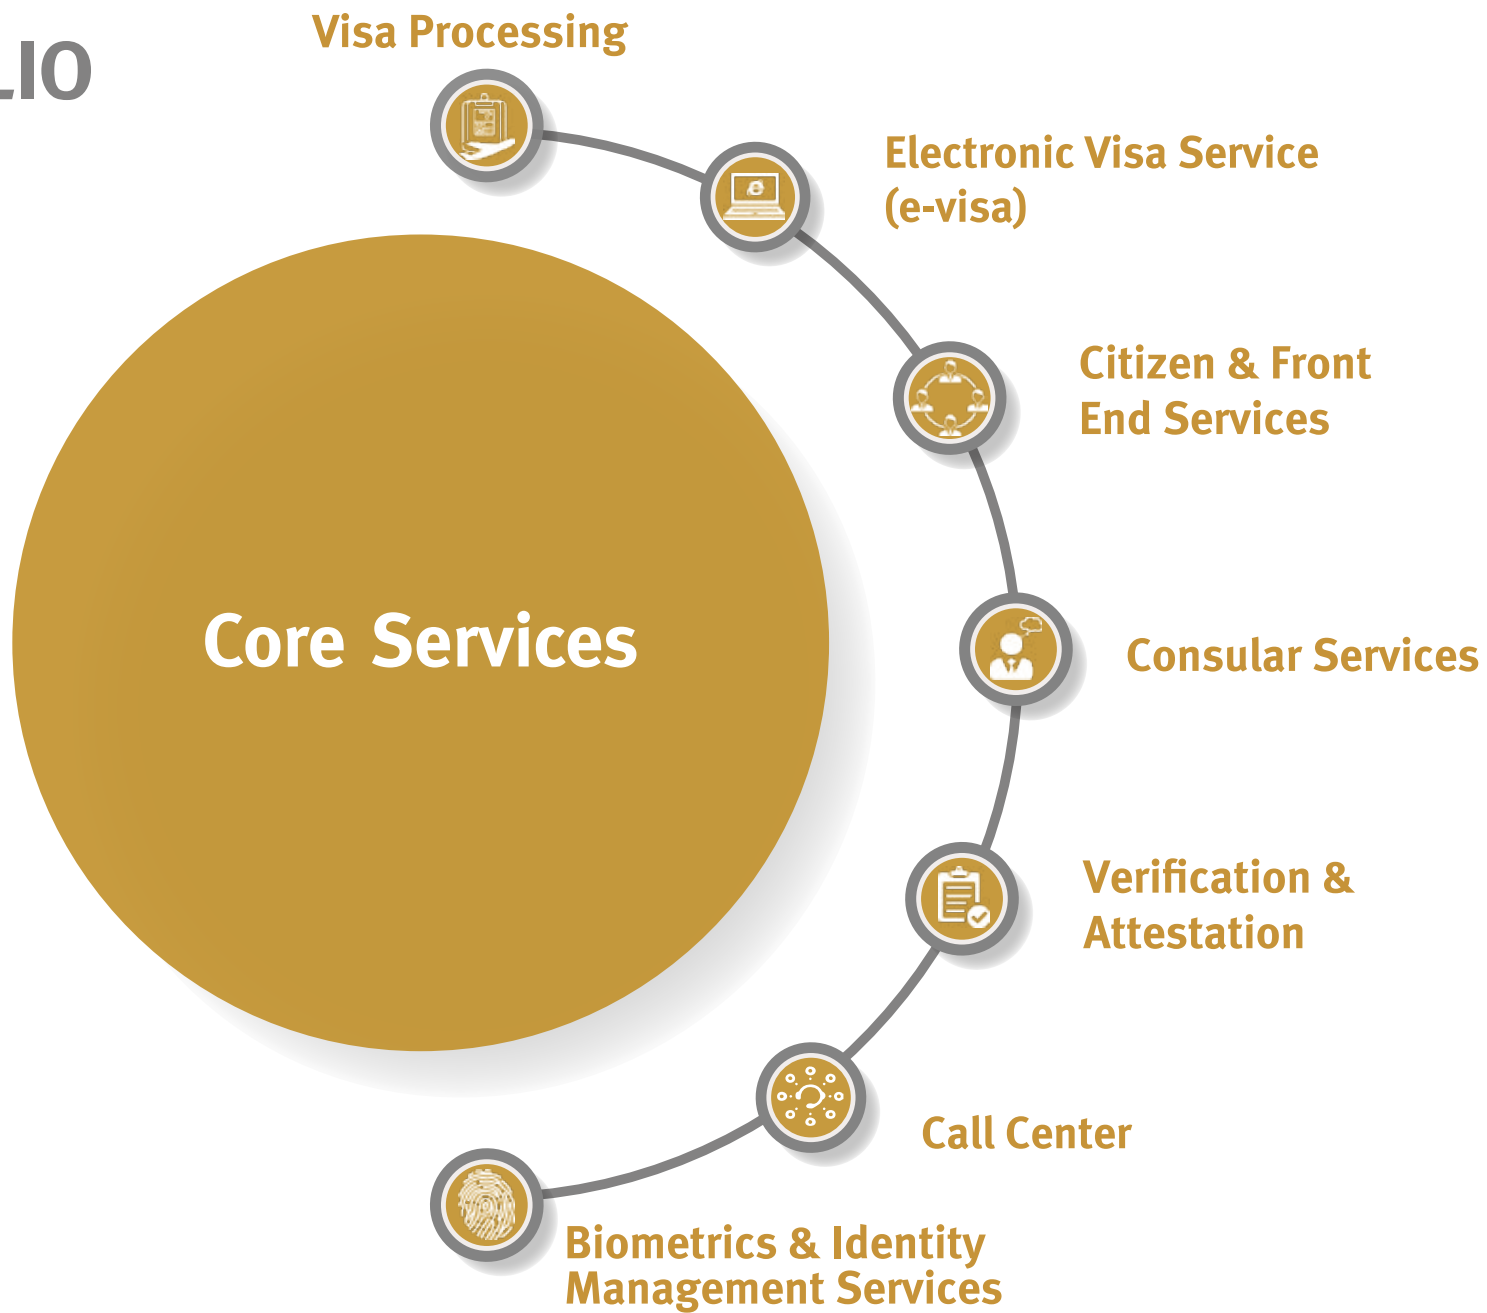 LIO
Visa Processing
Electronic Visa Service
(e-visa)
Citizen & Front
End Services
Core Services
Consular Services
Verification &
Attestation
Call Center
Biometrics & Identity
Management Services